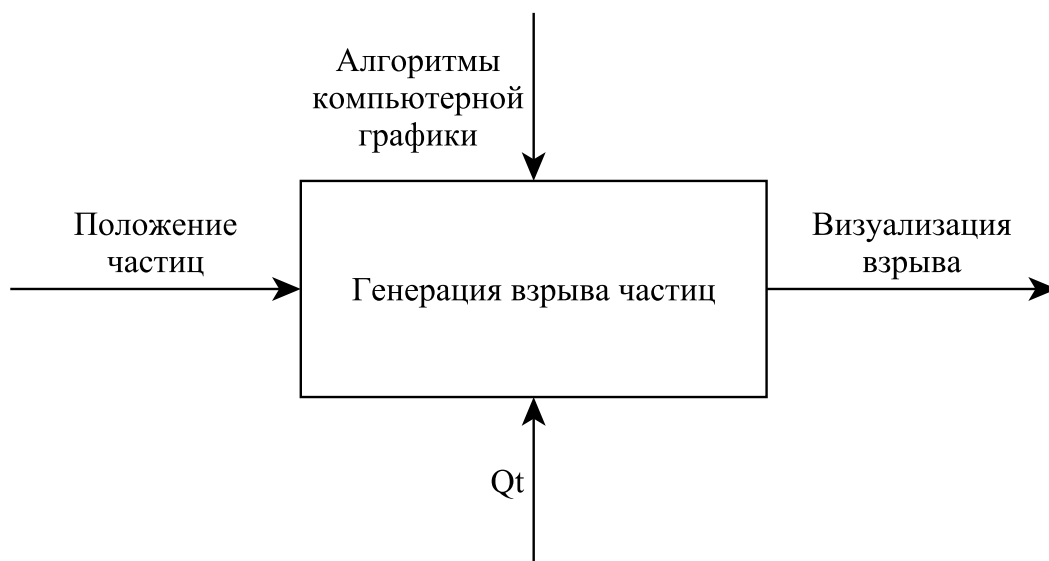 Алгоритмы
компьютерной
графики
Положение
частиц
Генерация взрыва частиц
Визуализация
взрыва
Qt